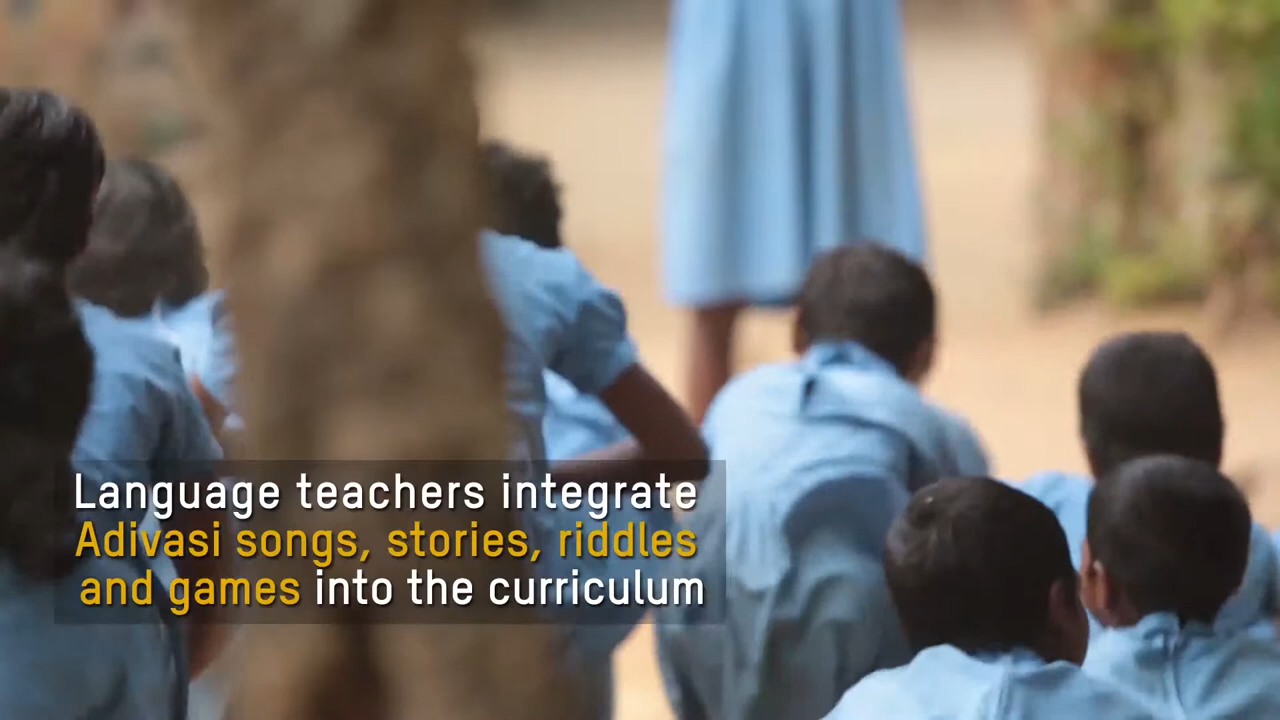 Language teachers integrate
Adivasi songs, stories, riddles
and games into the curriculum